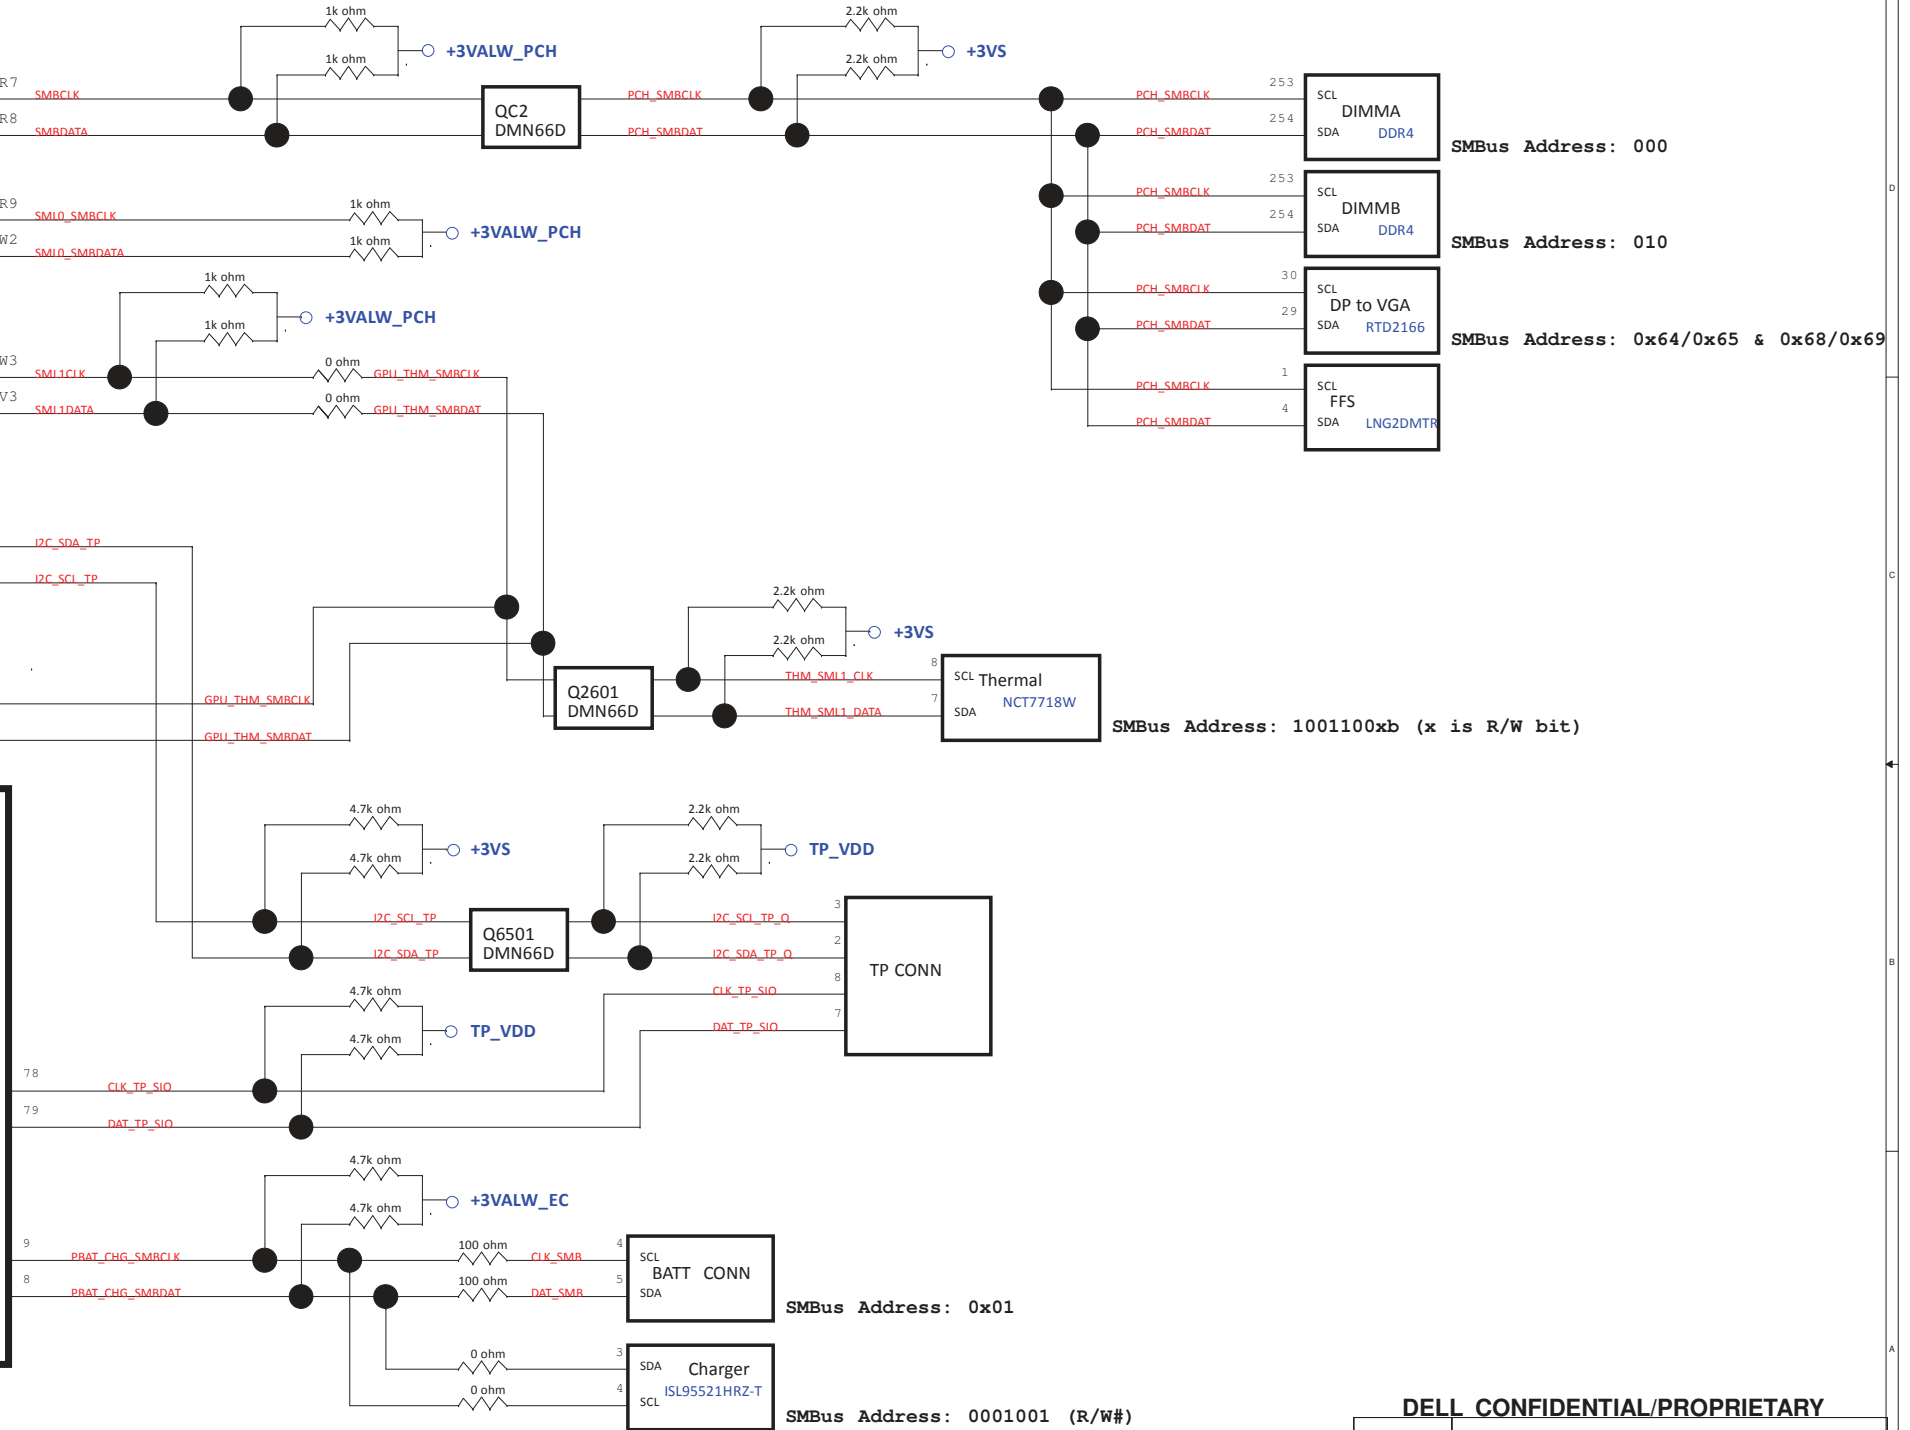 1k ohm
+3VALW_PCH
1k ohm
2.2k ohm
+3VS
2.2k ohm
R7
SMBCLK
R8
SMBDATA
QC2
DMN66D
PCH_SMBCLK
PCH_SMBDAT
PCH_SMBCLK
253
SCL
DIMMA
PCH_SMBDAT
254
SDA
DDR4
SMBus Address: 000
PCH_SMBCLK
253
SCL
DIMMB
PCH_SMBDAT
254
SDA
DDR4
SMBus Address: 010
PCH_SMBCLK
30
SCL
DP to VGA
PCH_SMBDAT
29
SDA
RTD2166
SMBus Address: 0x64/0x65 & 0x68/0x69
PCH_SMBCLK
1
SCL
FFS
PCH_SMBDAT
4
SDA
LNG2DMTR
R9
SML0_SMBCLK
1k ohm
W2
SML0_SMBDATA
1k ohm
+3VALW_PCH
1k ohm
1k ohm
+3VALW_PCH
W3
SML1CLK
0 ohm
GPU_THM_SMBCLK
V3
SML1DATA
0 ohm
GPU_THM_SMBDAT
I2C_SDA_TP
I2C_SCL_TP
GPU_THM_SMBCLK
GPU_THM_SMBDAT
Q2601
DMN66D
2.2k ohm
2.2k ohm
+3VS
THM_SML1_CLK
8
SCL
Thermal
NCT7718W
THM_SML1_DATA
7
SDA
SMBus Address: 1001100xb (x is R/W bit)
4.7k ohm
4.7k ohm
+3VS
2.2k ohm
2.2k ohm
TP_VDD
I2C_SCL_TP
I2C_SDA_TP
Q6501
DMN66D
I2C_SCL_TP_Q
3
I2C_SDA_TP_Q
2
CLK_TP_SIO
8
DAT_TP_SIO
7
TP CONN
4.7k ohm
4.7k ohm
TP_VDD
78
CLK_TP_SIO
79
DAT_TP_SIO
4.7k ohm
4.7k ohm
+3VALW_EC
9
PBAT_CHG_SMBCLK
8
PBAT_CHG_SMBDAT
100 ohm
CLK_SMB
4
SCL
BATT CONN
100 ohm
DAT_SMB
5
SDA
SMBus Address: 0x01
0 ohm
3
SDA
Charger
ISL95521HRZ-T
0 ohm
4
SCL
SMBus Address: 0001001 (R/W#)
D
C
B
A
DELL CONFIDENTIAL/PROPRIETARY